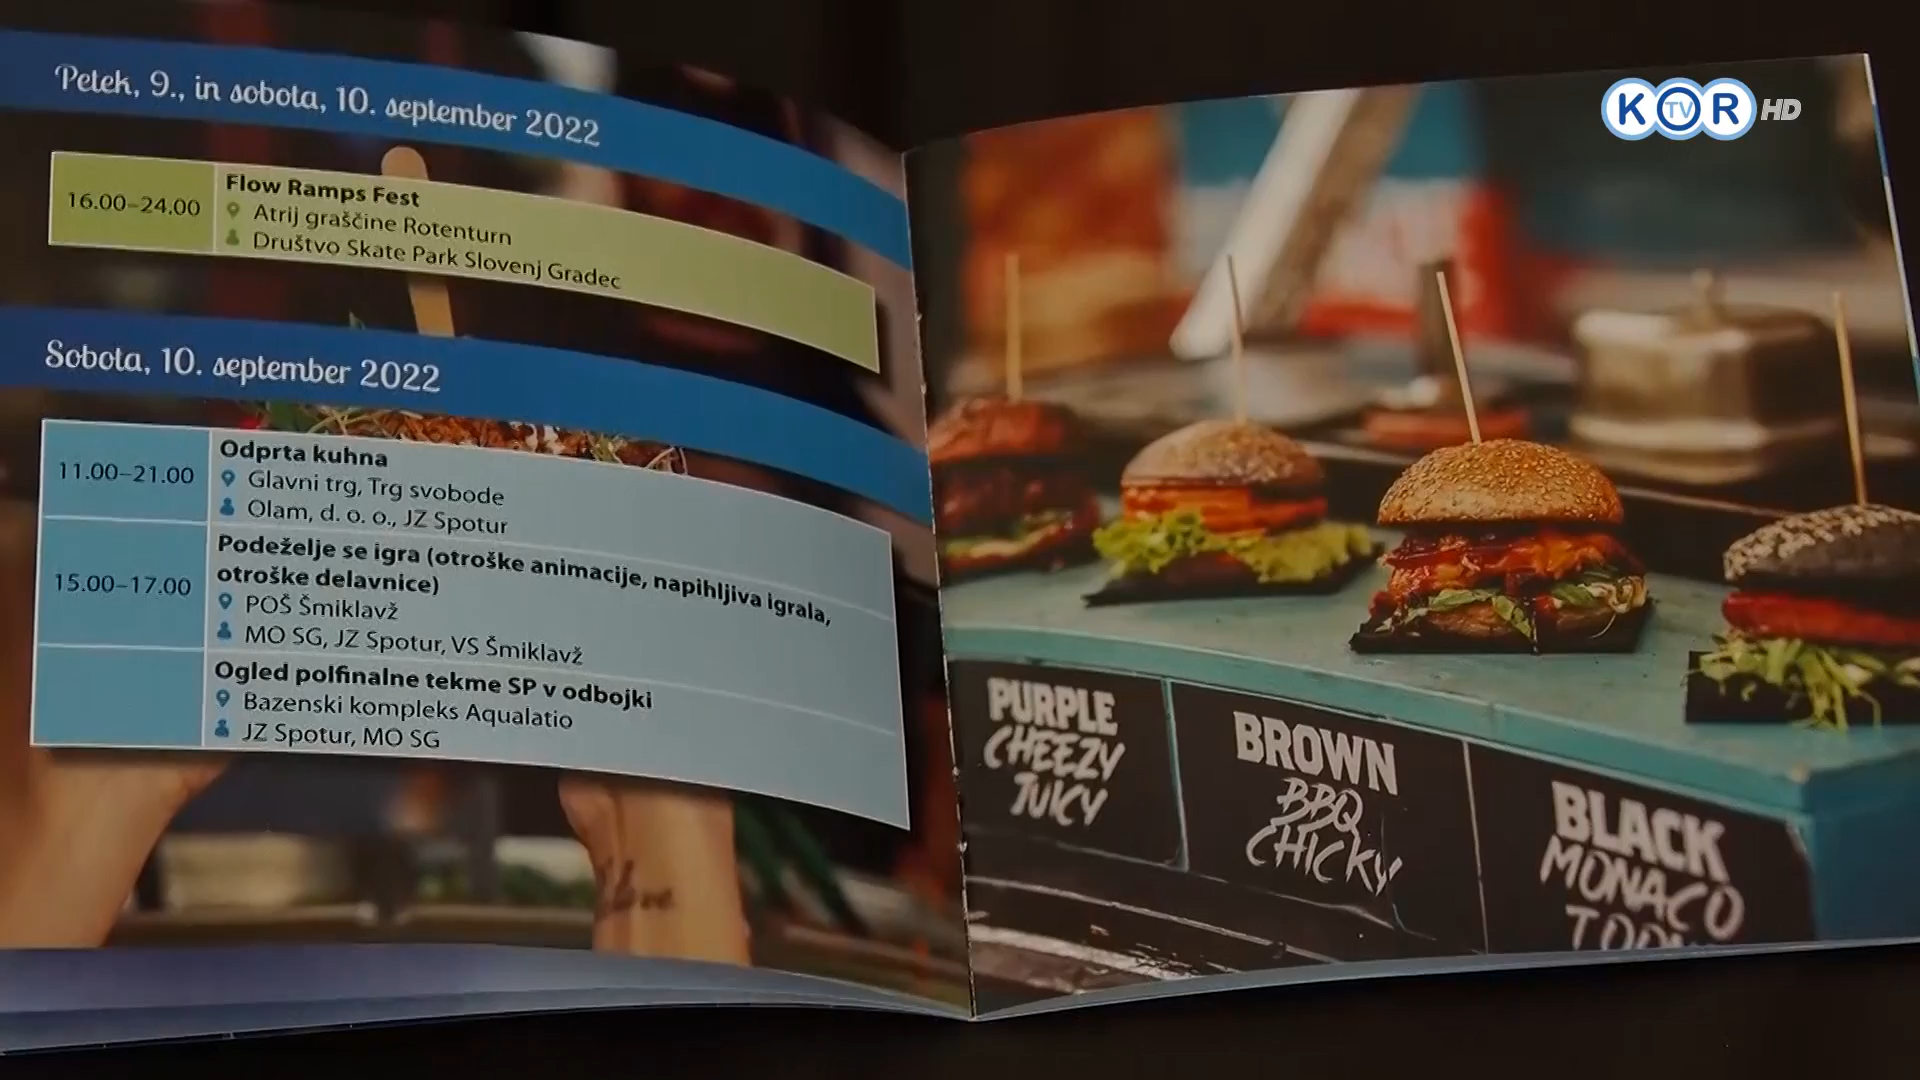 Petek, 9., in sobota, 10. september 2022
16.00–24.00
Flow Ramps Fest
Atrij graščine Rotenturn
Društvo Skate Park Slovenj Gradec
Sobota, 10. september 2022
11.00–21.00
Odprta kuhna
Glavni trg, Trg svobode
Olam, d. o. o., JZ Spotur
15.00–17.00
Podeželje se igra (otroške animacije, napihljiva igrala,
otroške delavnice)
POŠ Šmiklavž
MO SG, JZ Spotur, VS Šmiklavž
Ogled polfinalne tekme SP v odbojki
Bazenski kompleks Aqualatio
JZ Spotur, MO SG
KOR TV HD
PURPLE
CHEEZY
JUICY
BROWN
BBQ
CHICKY
BLACK
MONACO